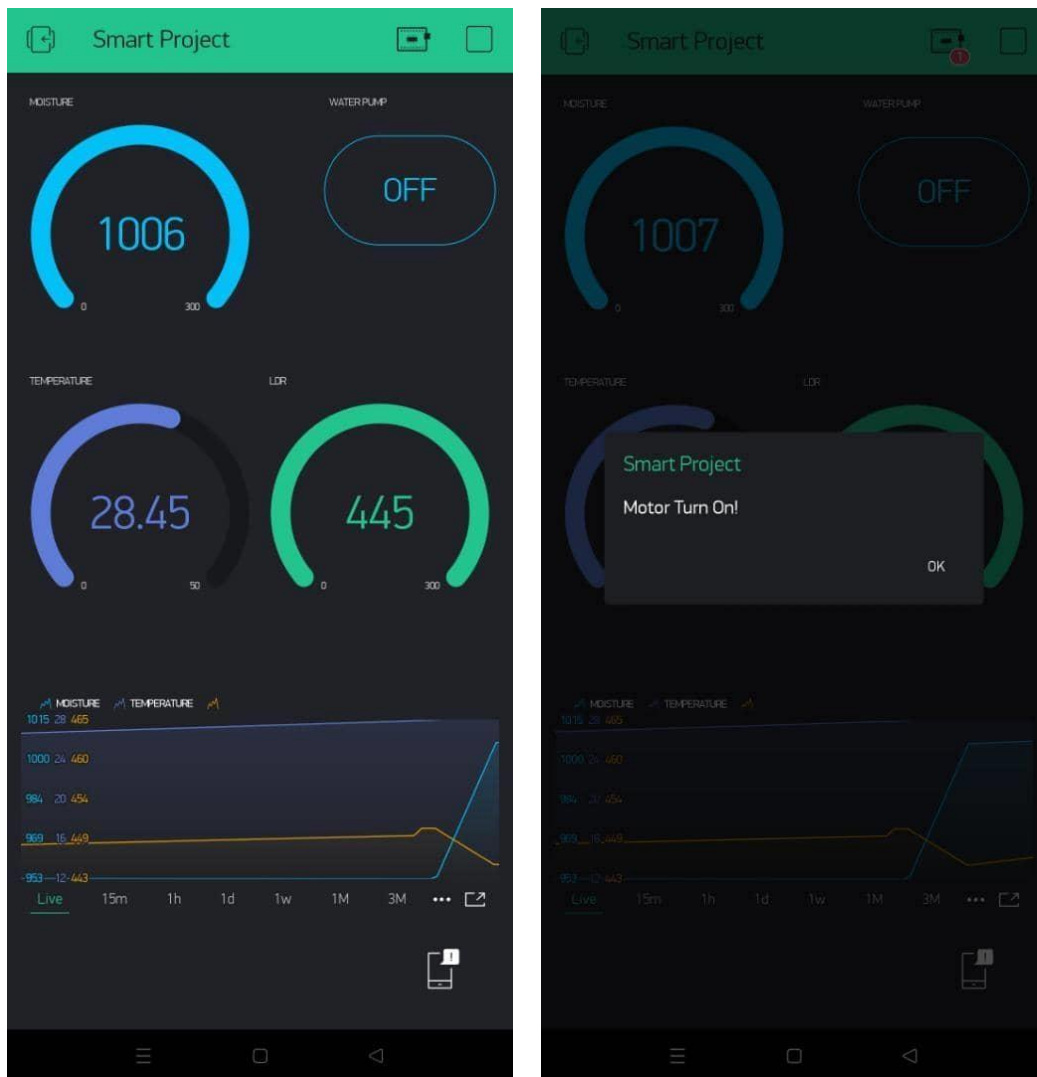 Smart Project
MOISTURE
WATER PUMP
OFF
1006
0 300
TEMPERATURE
LDR
28.45
445
0 50
0 300
MOISTURE TEMPERATURE
1015 28 465
1000 24 460
984 20 454
969 16 449
953 12 443
Live 15m 1h 1d 1w 1M 3M
Smart Project
1
MOISTURE
WATER PUMP
OFF
1007
0 300
TEMPERATURE
LDR
Smart Project
Motor Turn On!
OK
MOISTURE TEMPERATURE
1015 28 465
1000 24 460
984 20 454
969 16 449
953 12 443
Live 15m 1h 1d 1w 1M 3M